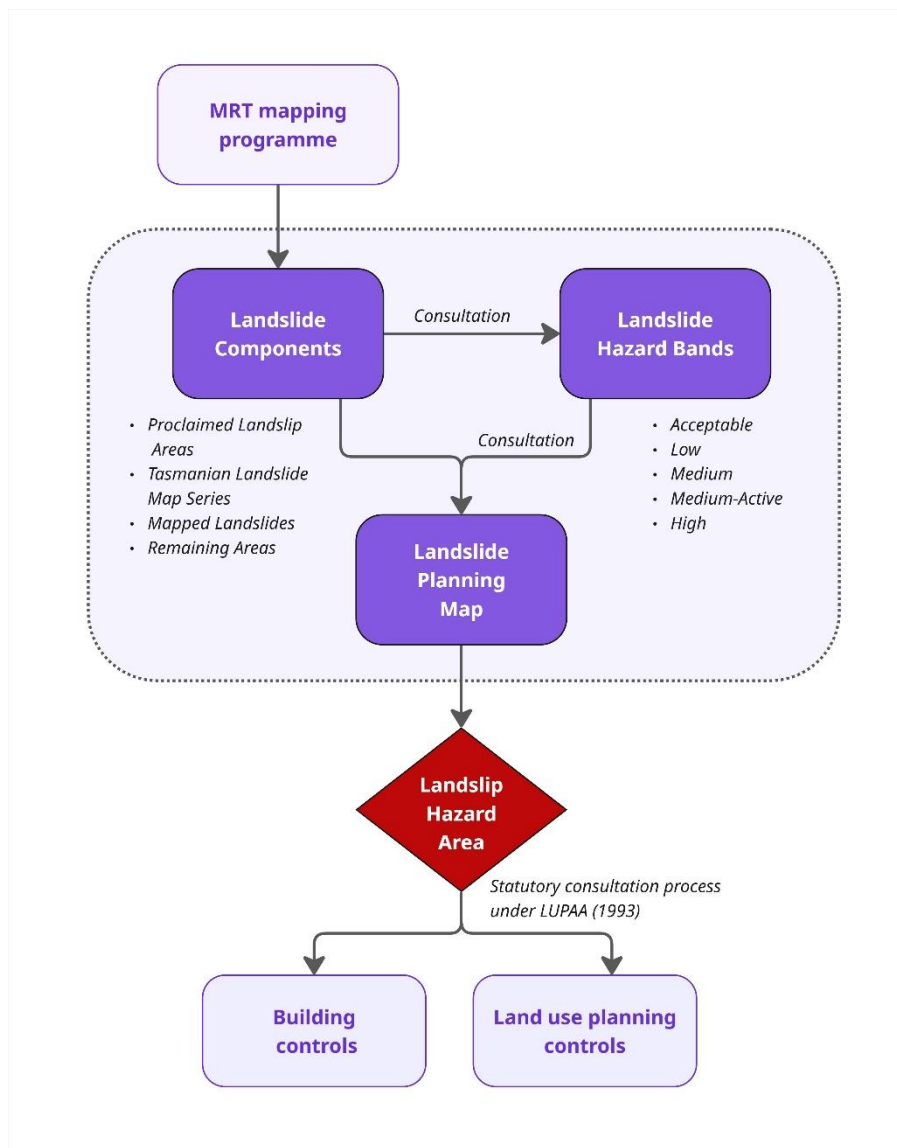 MRT mapping
programme
Landslide
Components
Consultation
Landslide
Hazard Bands
• Proclaimed Landslip
Areas
• Tasmanian Landslide
Map Series
• Mapped Landslides
• Remaining Areas
Consultation
• Acceptable
• Low
• Medium
• Medium-Active
• High
Landslide
Planning
Map
Landslip
Hazard
Area
Statutory consultation process
under LUPAA (1993)
Building
controls
Land use planning
controls